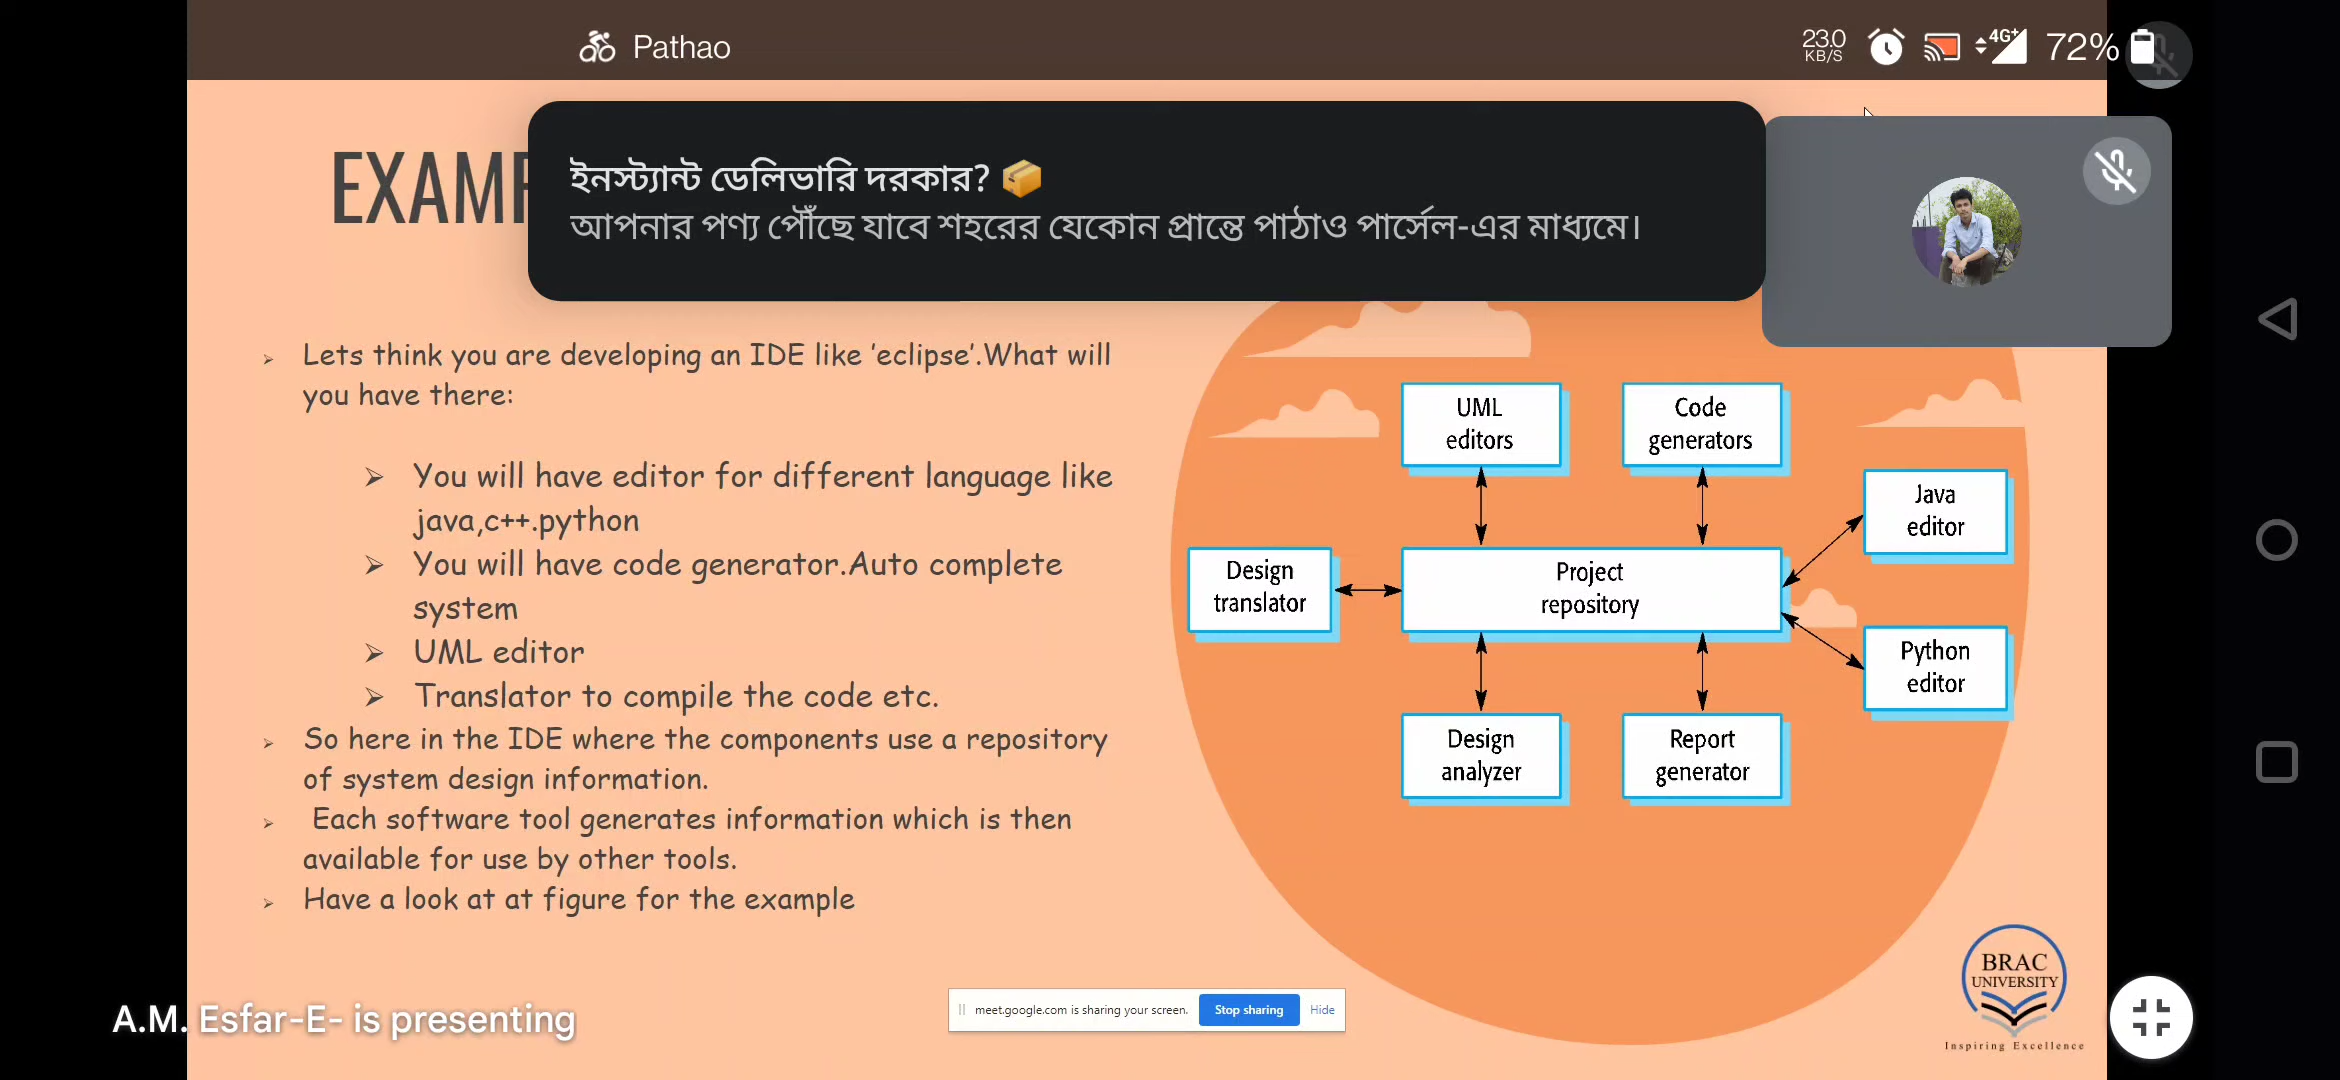 Pathao
23.0
KB/S
4G+
72%
ইনস্ট্যান্ট ডেলিভারি দরকার? 📦
আপনার পণ্য পৌঁছে যাবে শহরের যেকোন প্রান্তে পাঠাও পার্সেল-এর মাধ্যমে।
Lets think you are developing an IDE like 'eclipse'.What will
you have there:
You will have editor for different language like
java,c++.python
You will have code generator.Auto complete
system
UML editor
Translator to compile the code etc.
So here in the IDE where the components use a repository
of system design information.
Each software tool generates information which is then
available for use by other tools.
Have a look at at figure for the example
UML
editors
Code
generators
Java
editor
Design
translator
Project
repository
Python
editor
Design
analyzer
Report
generator
BRAC
UNIVERSITY
Inspiring Excellence
A.M. Esfar-E- is presenting
meet.google.com is sharing your screen.
Stop sharing
Hide